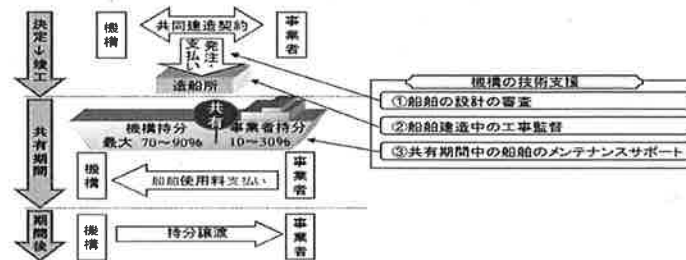 決定→竣工
機構
共同建造契約
事業者
発注・支払い
造船所
機構の技術支援
①船舶の設計の審査
②船舶建造中の工事監督
③共有期間中の船舶のメンテナンスサポート
共有期間
共有
機構持分
最大 70～90%
事業者持分
10～30%
機構
船舶使用料支払い
事業者
期間後
機構
持分譲渡
事業者